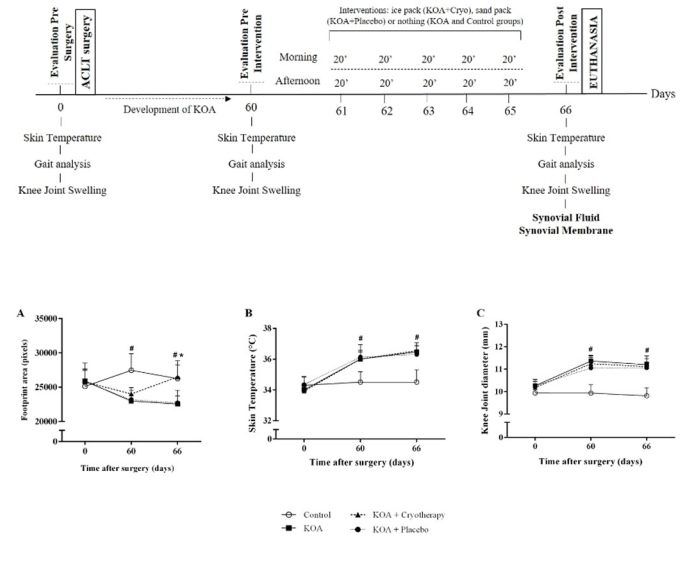 Interventions: ice pack (KOA+Cryo), sand pack
(KOA+Placebo) or nothing (KOA and Control groups)
Evaluation Pre
Surgery
ACLT surgery
Evaluation Pre
Intervention
Evaluation Post
Intervention
EUTHANASIA
Morning 20' 20' 20' 20' 20'
Afternoon 20' 20' 20' 20' 20'
Days
0 Development of KOA 60 61 62 63 64 65 66
Skin Temperature Skin Temperature Skin Temperature
Gait analysis Gait analysis Gait analysis
Knee Joint Swelling Knee Joint Swelling Knee Joint Swelling
Synovial Fluid
Synovial Membrane
A
Footprint area (pixels)
35000
30000
25000
20000
0
# #*
0 60 66
Time after surgery (days)
B
Skin Temperature (°C)
38
36
34
32
0
# #
0 60 66
Time after surgery (days)
C
Knee Joint diameter (mm)
13
12
11
10
9
0
# #
0 60 66
Time after surgery (days)
Control KOA + Cryotherapy
KOA KOA + Placebo